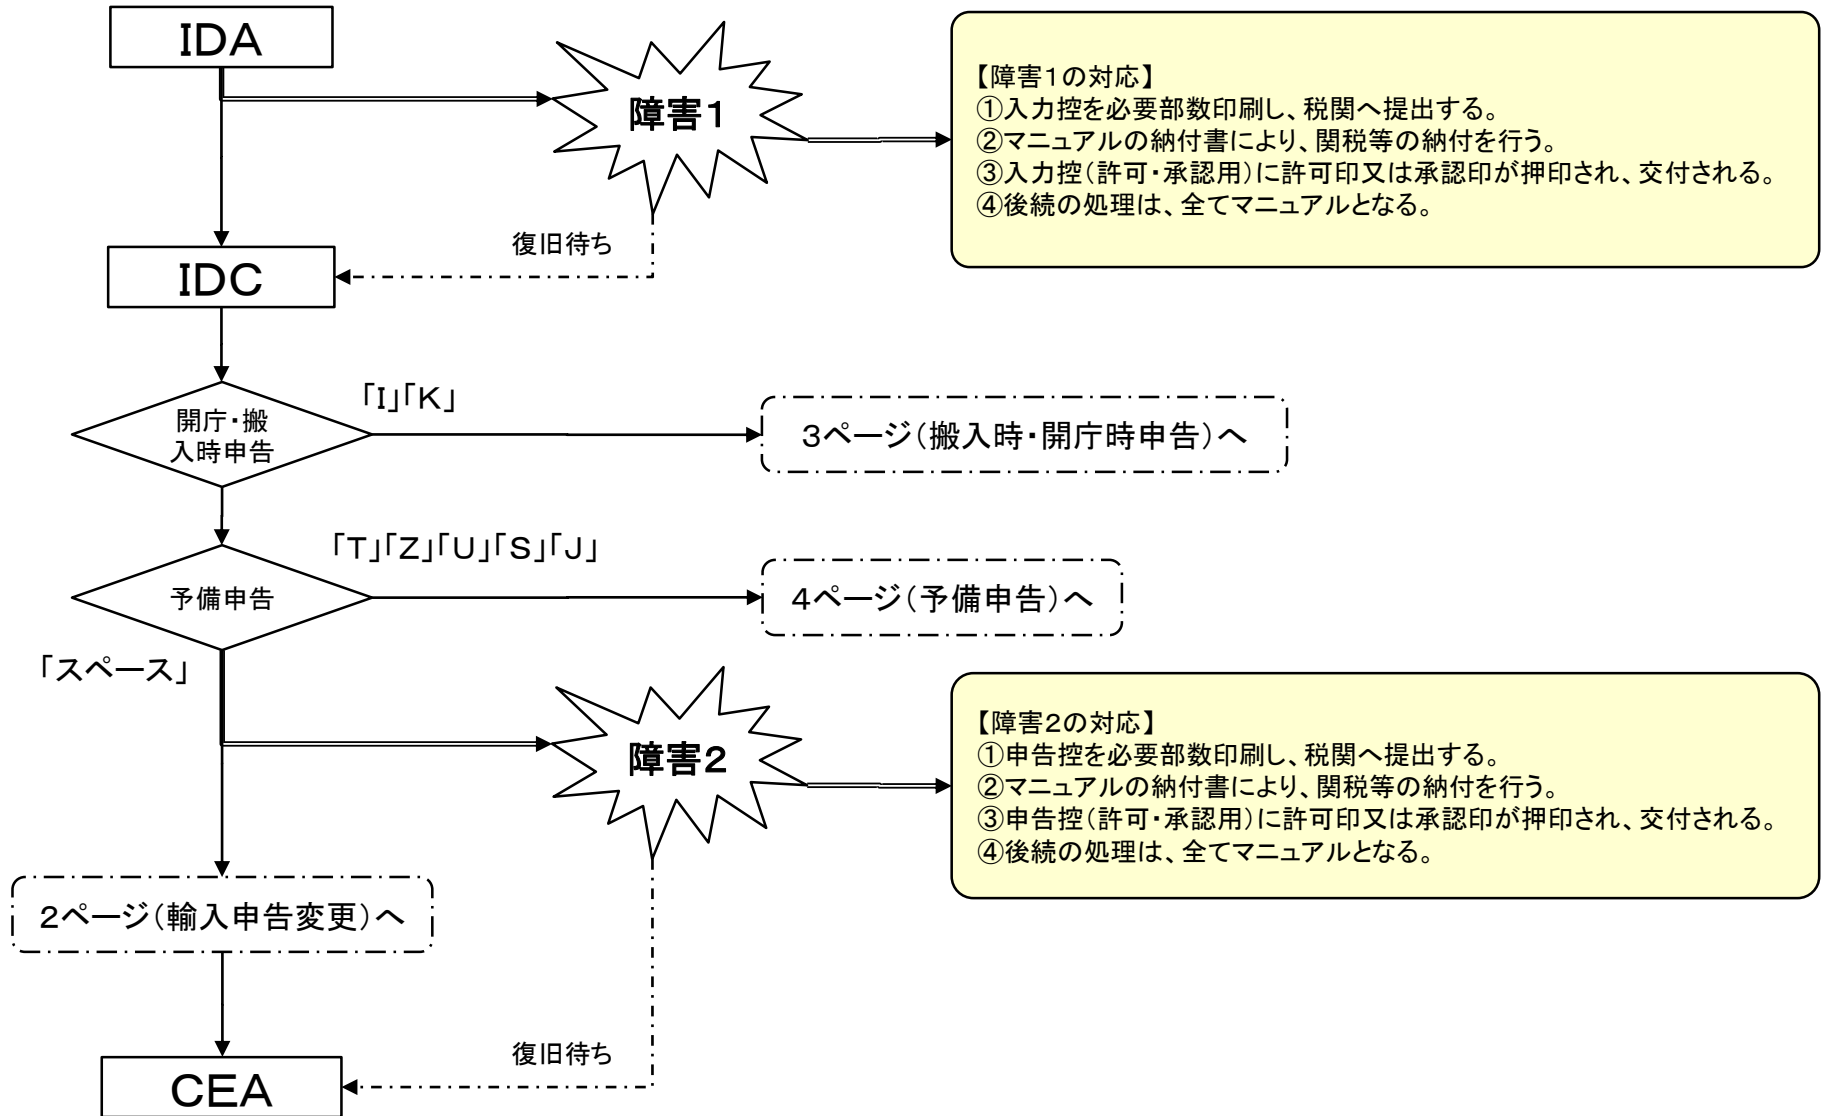 IDA
障害1
【障害1の対応】
①入力控を必要部数印刷し、税関へ提出する。
②マニュアルの納付書により、関税等の納付を行う。
③入力控(許可・承認用)に許可印又は承認印が押印され、交付される。
④後続の処理は、全てマニュアルとなる。
復旧待ち
IDC
「I」「K」
開庁・搬
入時申告
3ページ(搬入時・開庁時申告)へ
「T」「Z」「U」「S」「J」
予備申告
4ページ(予備申告)へ
「スペース」
障害2
【障害2の対応】
①申告控を必要部数印刷し、税関へ提出する。
②マニュアルの納付書により、関税等の納付を行う。
③申告控(許可・承認用)に許可印又は承認印が押印され、交付される。
④後続の処理は、全てマニュアルとなる。
2ページ(輸入申告変更)へ
復旧待ち
CEA